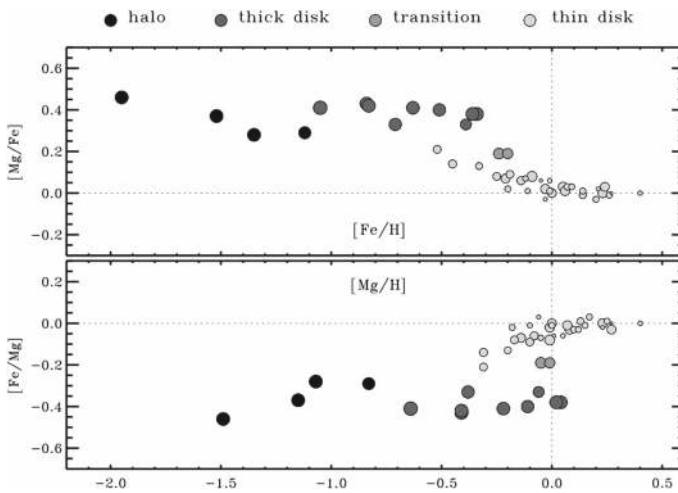 halo thick disk transition thin disk
0.6
0.4
[Mg/Fe]
0.2
0.0
[Fe/H]
-0.2
[Mg/H]
0.2
0.0
[Fe/Mg]
-0.2
-0.4
-0.6
-2.0 -1.5 -1.0 -0.5 0.0 0.5